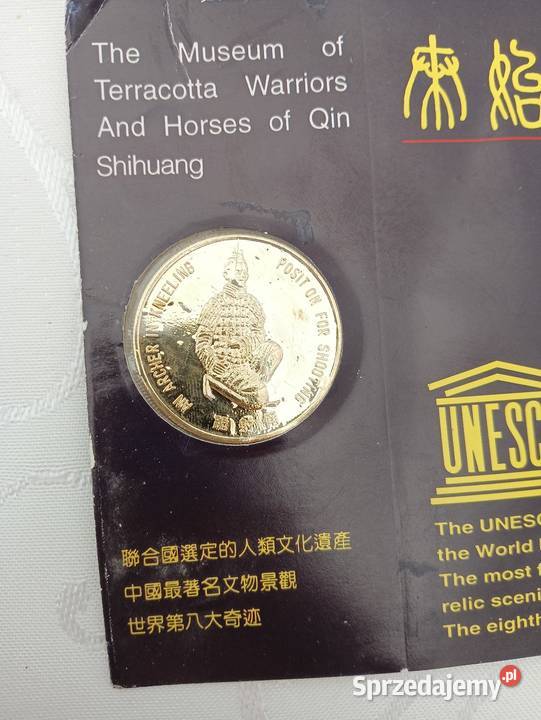 The Museum of
Terracotta Warriors
And Horses of Qin
Shihuang
秦始
AN ARCHER IN KNEELING POSITION FOR SHOOTING
UNESC
The UNESC
the World
The most f
relic sceni
The eighth
聯合國選定的人類文化遺產
中國最著名文物景觀
世界第八大奇迹
Sprzedajemy.pl